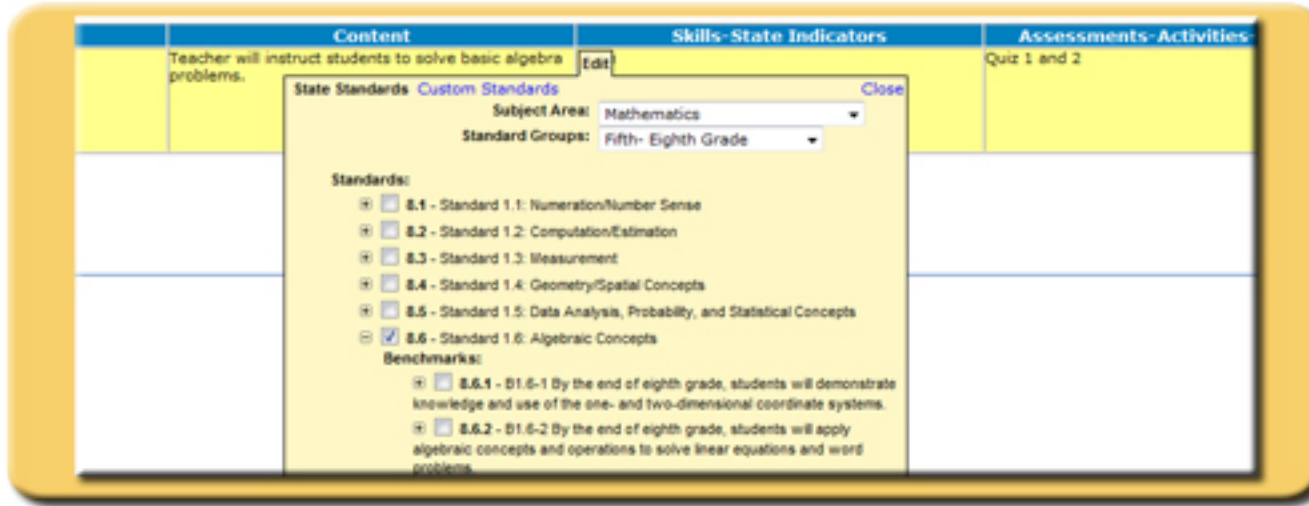 Content
Skills-State Indicators
Assessments-Activities-
Teacher will instruct students to solve basic algebra
problems.
Edit
Quiz 1 and 2
State Standards Custom Standards Close
Subject Area: Mathematics
Standard Groups: Fifth- Eighth Grade
Standards:
8.1 - Standard 1.1: Numeration/Number Sense
8.2 - Standard 1.2: Computation/Estimation
8.3 - Standard 1.3: Measurement
8.4 - Standard 1.4: Geometry/Spatial Concepts
8.5 - Standard 1.5: Data Analysis, Probability, and Statistical Concepts
8.6 - Standard 1.6: Algebraic Concepts
Benchmarks:
8.6.1 - B1.6-1 By the end of eighth grade, students will demonstrate
knowledge and use of the one- and two-dimensional coordinate systems.
8.6.2 - B1.6-2 By the end of eighth grade, students will apply
algebraic concepts and operations to solve linear equations and word
problems